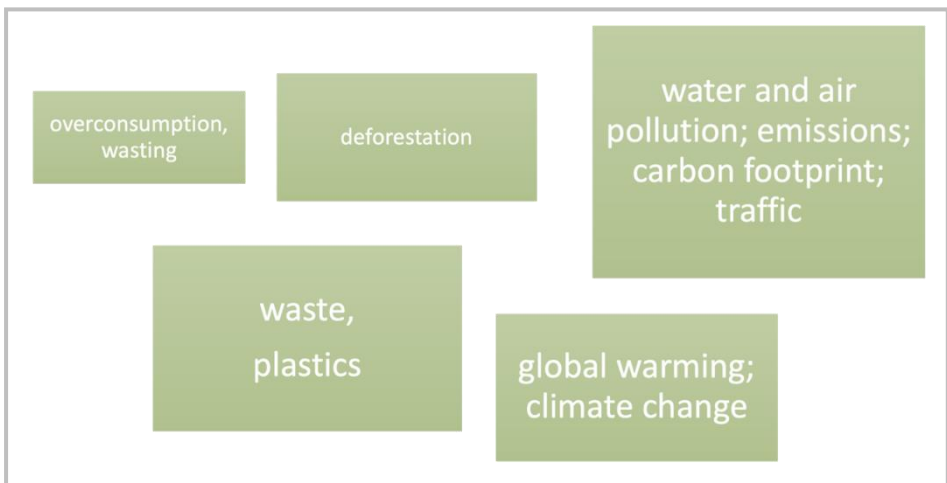 overconsumption,
wasting
deforestation
water and air
pollution; emissions;
carbon footprint;
traffic
waste,
plastics
global warming;
climate change